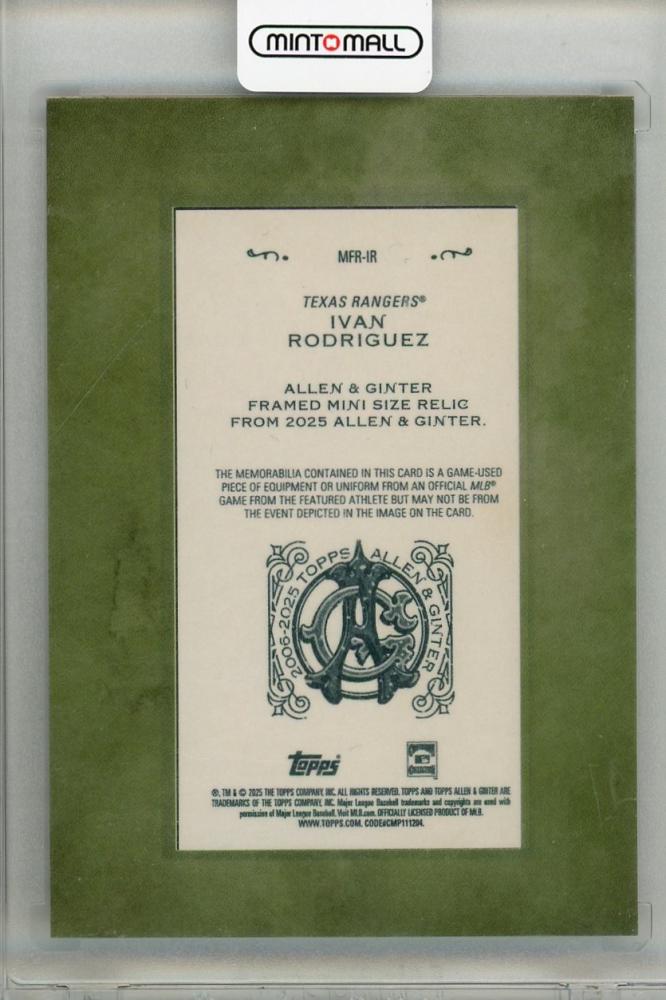 MINT MALL
MFR-IR
TEXAS RANGERS®
IVAN
RODRIGUEZ
ALLEN & GINTER
FRAMED MINI SIZE RELIC
FROM 2025 ALLEN & GINTER.
THE MEMORABILIA CONTAINED IN THIS CARD IS A GAME-USED
PIECE OF EQUIPMENT OR UNIFORM FROM AN OFFICIAL MLB®
GAME FROM THE FEATURED ATHLETE BUT MAY NOT BE FROM
THE EVENT DEPICTED IN THE IMAGE ON THE CARD.
2006-2025 TOPPS ALLEN & GINTER
topps
®, TM & © 2025 THE TOPPS COMPANY, INC. ALL RIGHTS RESERVED. TOPPS AND TOPPS ALLEN & GINTER ARE
TRADEMARKS OF THE TOPPS COMPANY, INC. Major League Baseball trademarks and copyrights are used with
permission of Major League Baseball. Visit MLB.com. OFFICIALLY LICENSED PRODUCT OF MLB.
WWW.TOPPS.COM. CODE#CMP111204.